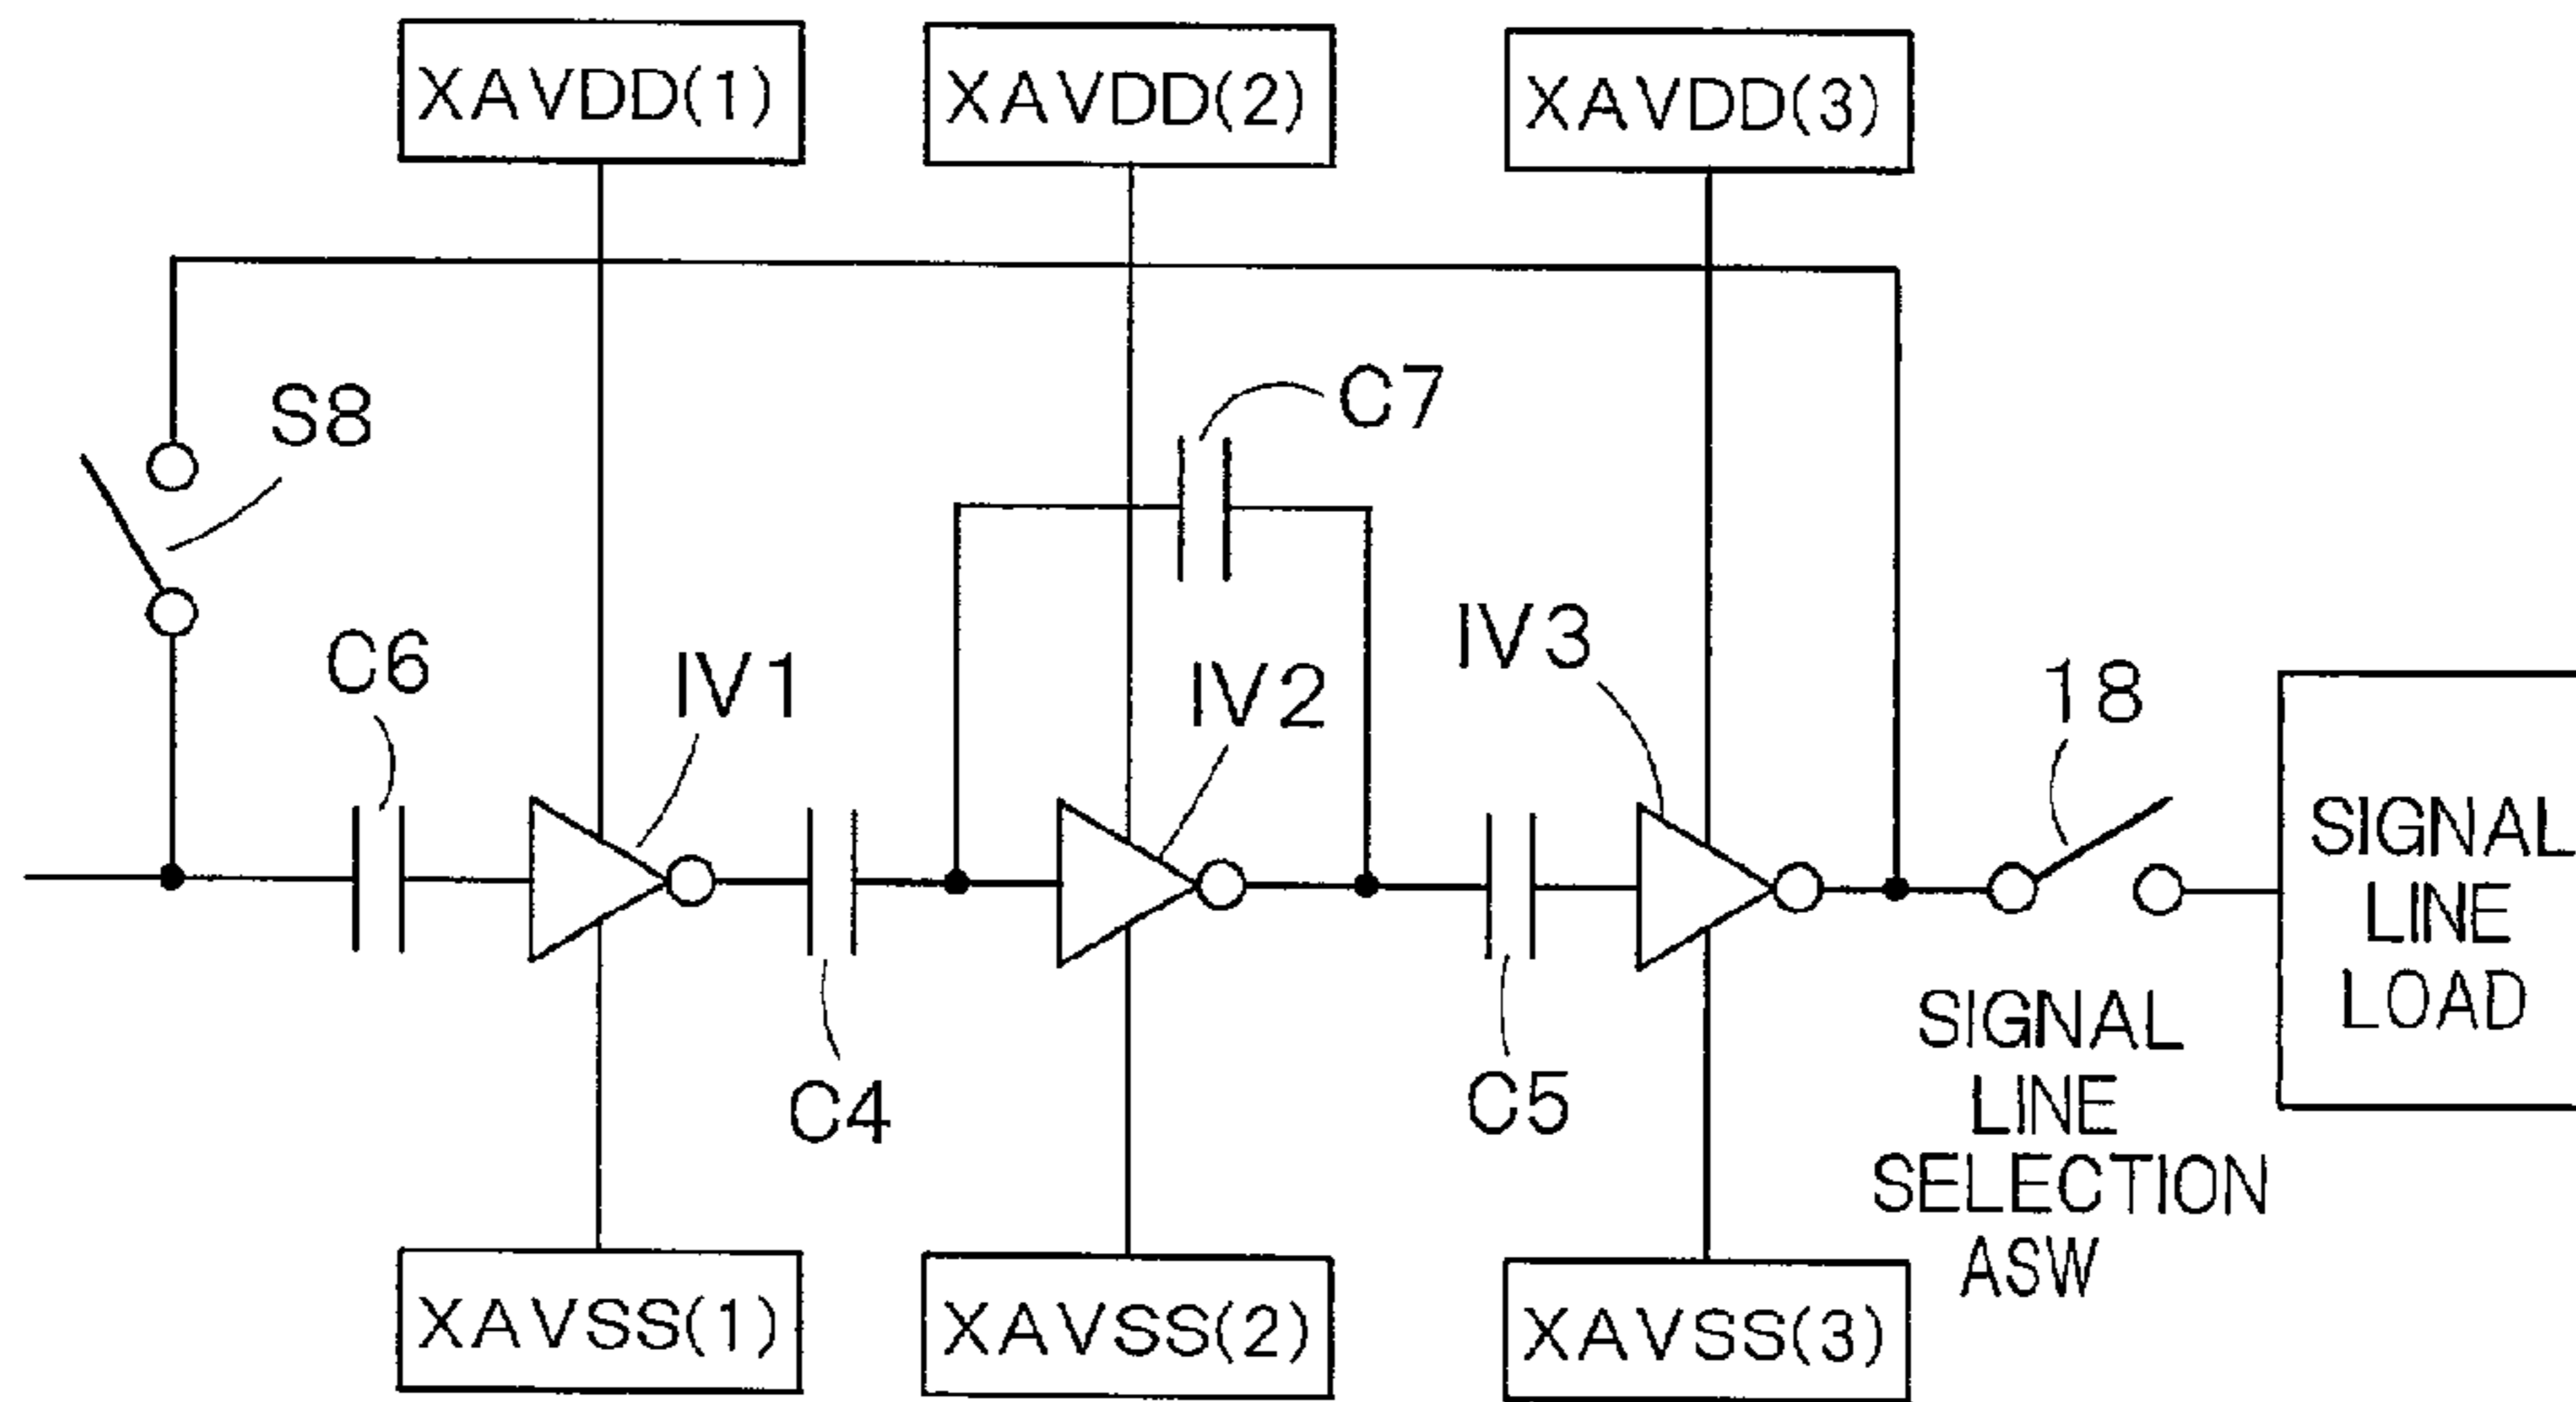 XAVDD(1)
XAVDD(2)
XAVDD(3)
S8
C7
C6
IV1
IV2
IV3
18
SIGNAL
LINE
LOAD
C4
C5
SIGNAL
LINE
SELECTION
ASW
XAVSS(1)
XAVSS(2)
XAVSS(3)